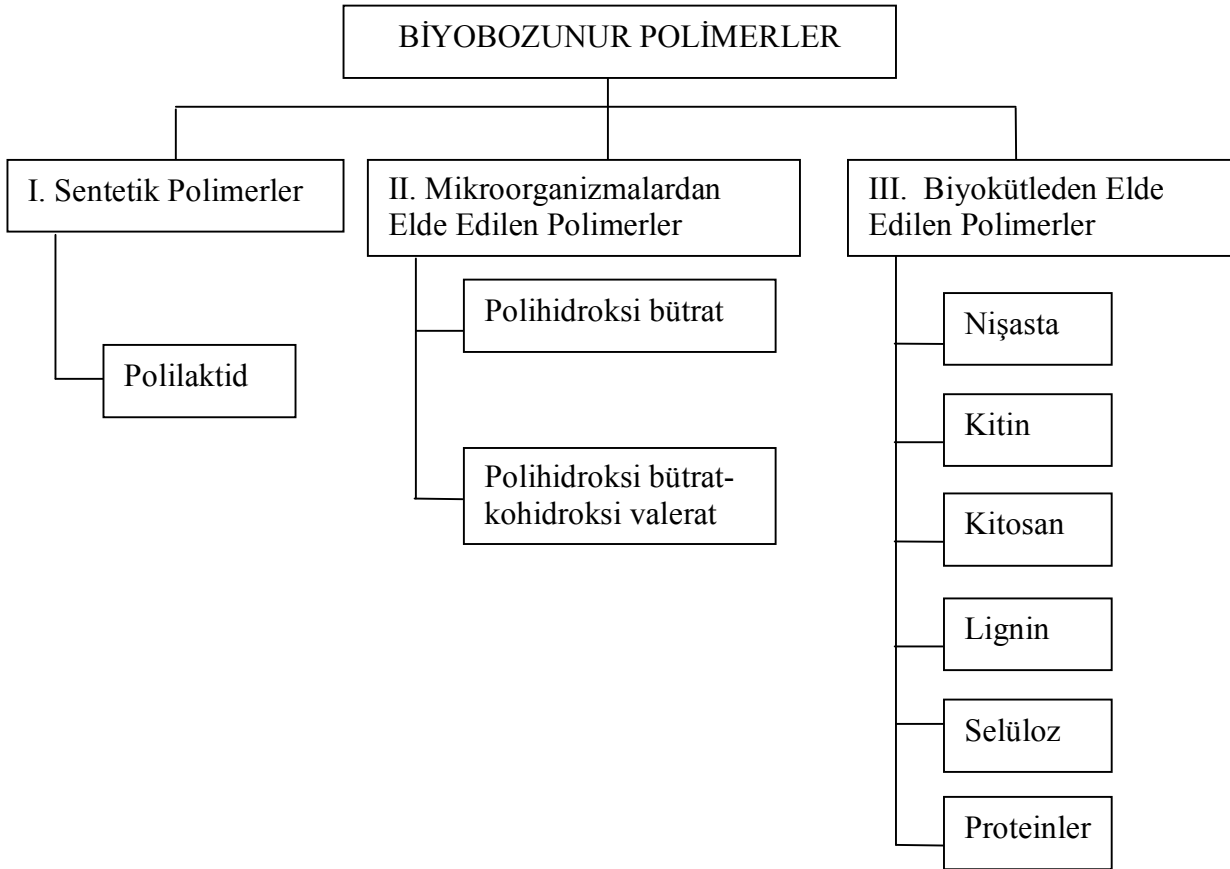 BİYOBOZUNUR POLİMERLER
I. Sentetik Polimerler
Polilaktid
II. Mikroorganizmalardan
Elde Edilen Polimerler
Polihidroksi bütrat
Polihidroksi bütrat-
kohidroksi valerat
III. Biyokütleden Elde
Edilen Polimerler
Nişasta
Kitin
Kitosan
Lignin
Selüloz
Proteinler